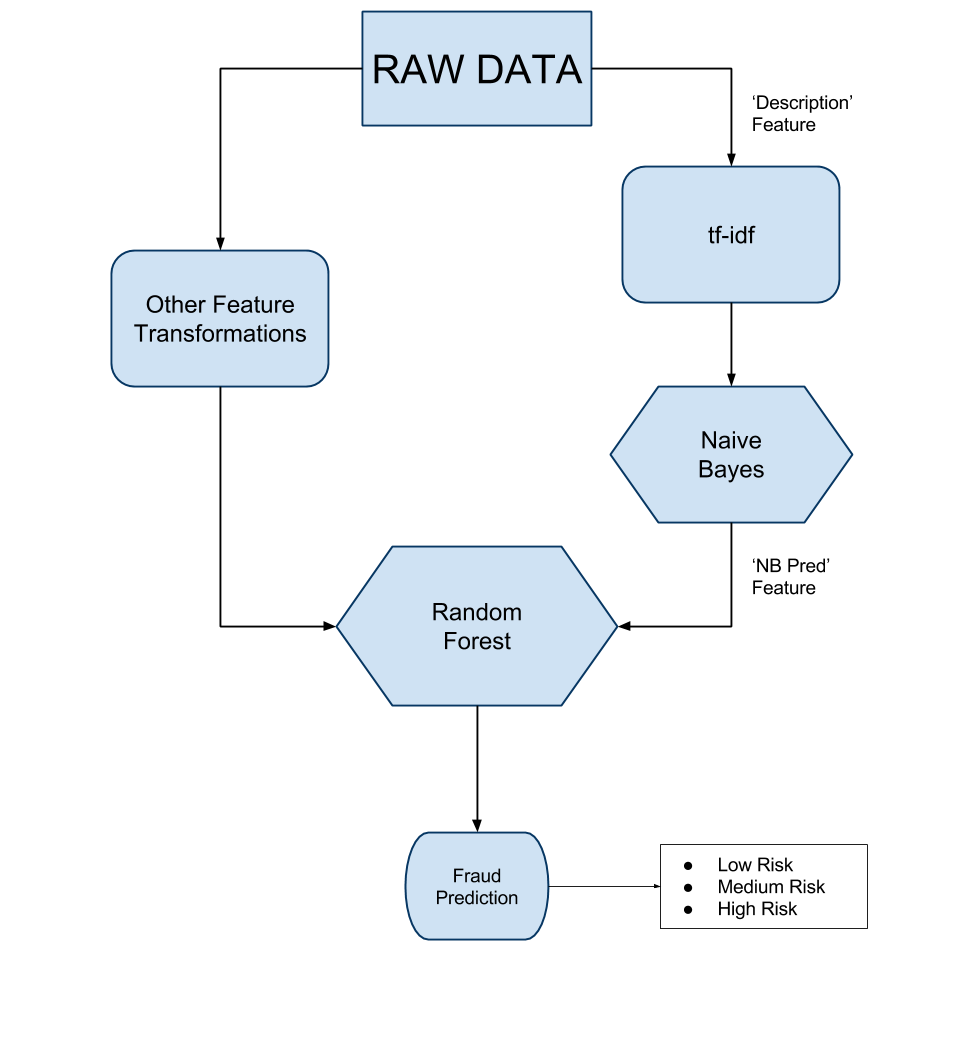 RAW DATA
‘Description’
Feature
tf-idf
Other Feature
Transformations
Naive
Bayes
‘NB Pred’
Feature
Random
Forest
Fraud
Prediction
● Low Risk
● Medium Risk
● High Risk